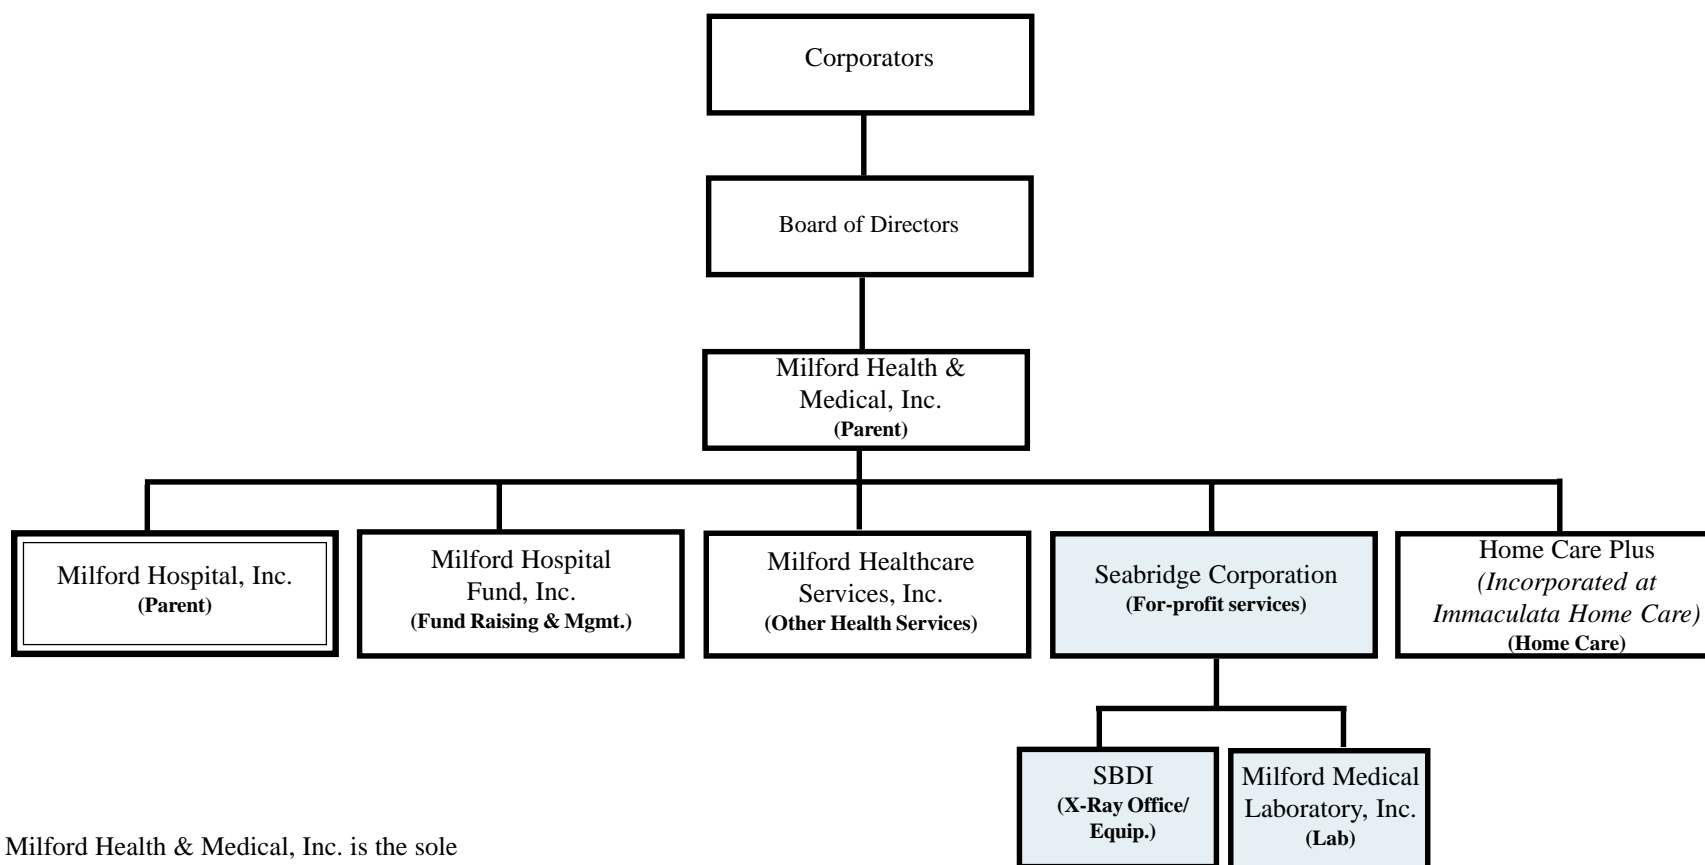 Corporators
Board of Directors
Milford Health &
Medical, Inc.
(Parent)
Milford Hospital, Inc.
(Parent)
Milford Hospital
Fund, Inc.
(Fund Raising & Mgmt.)
Milford Healthcare
Services, Inc.
(Other Health Services)
Seabridge Corporation
(For-profit services)
Home Care Plus
(Incorporated at
Immaculata Home Care)
(Home Care)
SBDI
(X-Ray Office/
Equip.)
Milford Medical
Laboratory, Inc.
(Lab)
Milford Health & Medical, Inc. is the sole